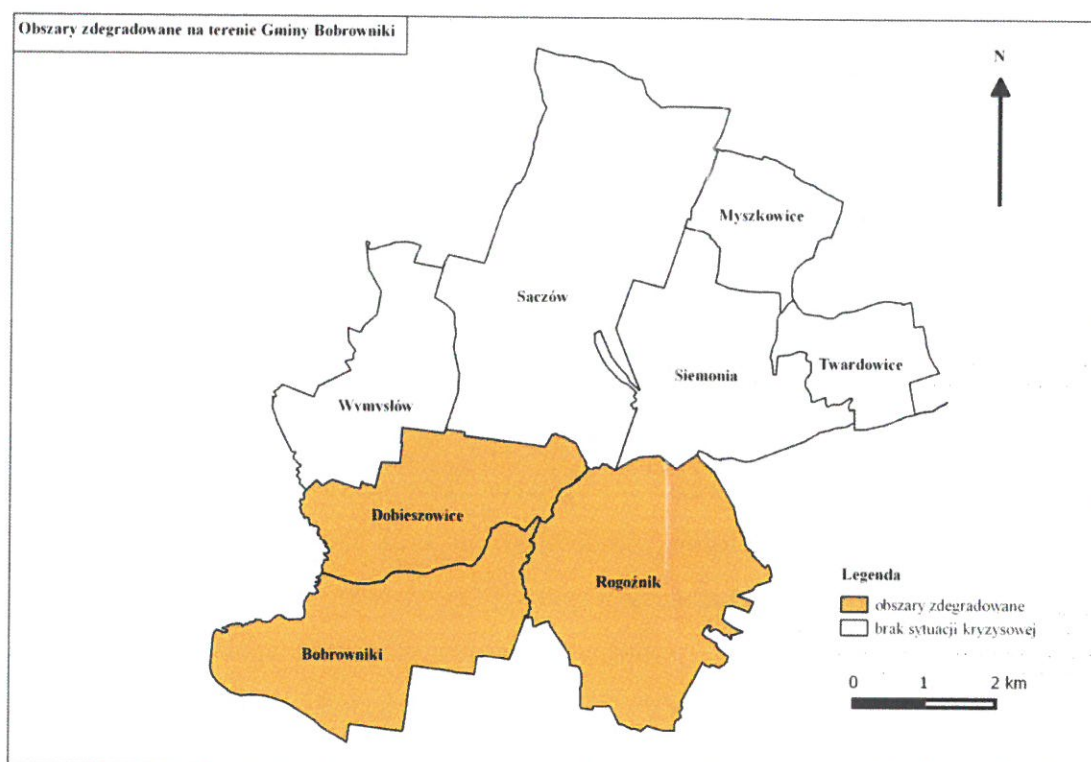 Obszary zdegradowane na terenie Gminy Bobrowniki
N
Myszkowice
Sączów
Siemonia
Twardowice
Wymysłów
Dobieszowice
Rogoźnik
Bobrowniki
Legenda
obszary zdegradowane
brak sytuacji kryzysowej
0 1 2 km